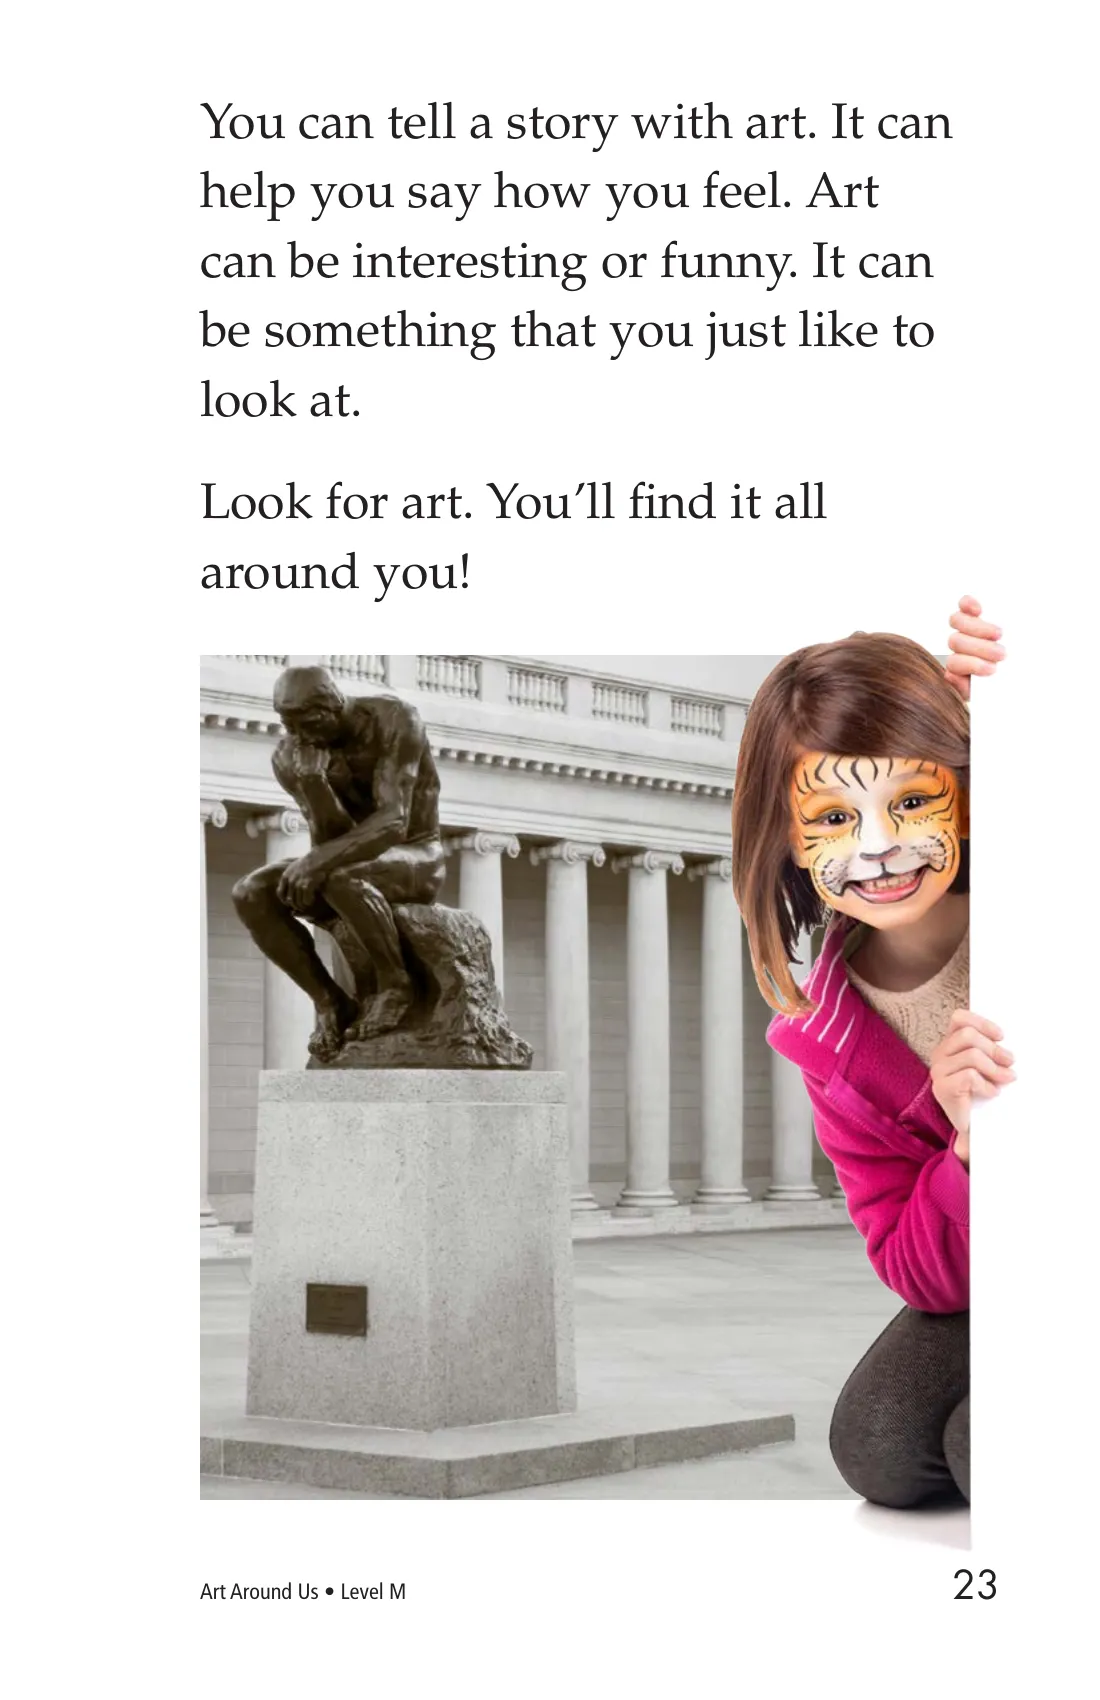 You can tell a story with art. It can
help you say how you feel. Art
can be interesting or funny. It can
be something that you just like to
look at.
Look for art. You’ll find it all
around you!
Art Around Us • Level M
23